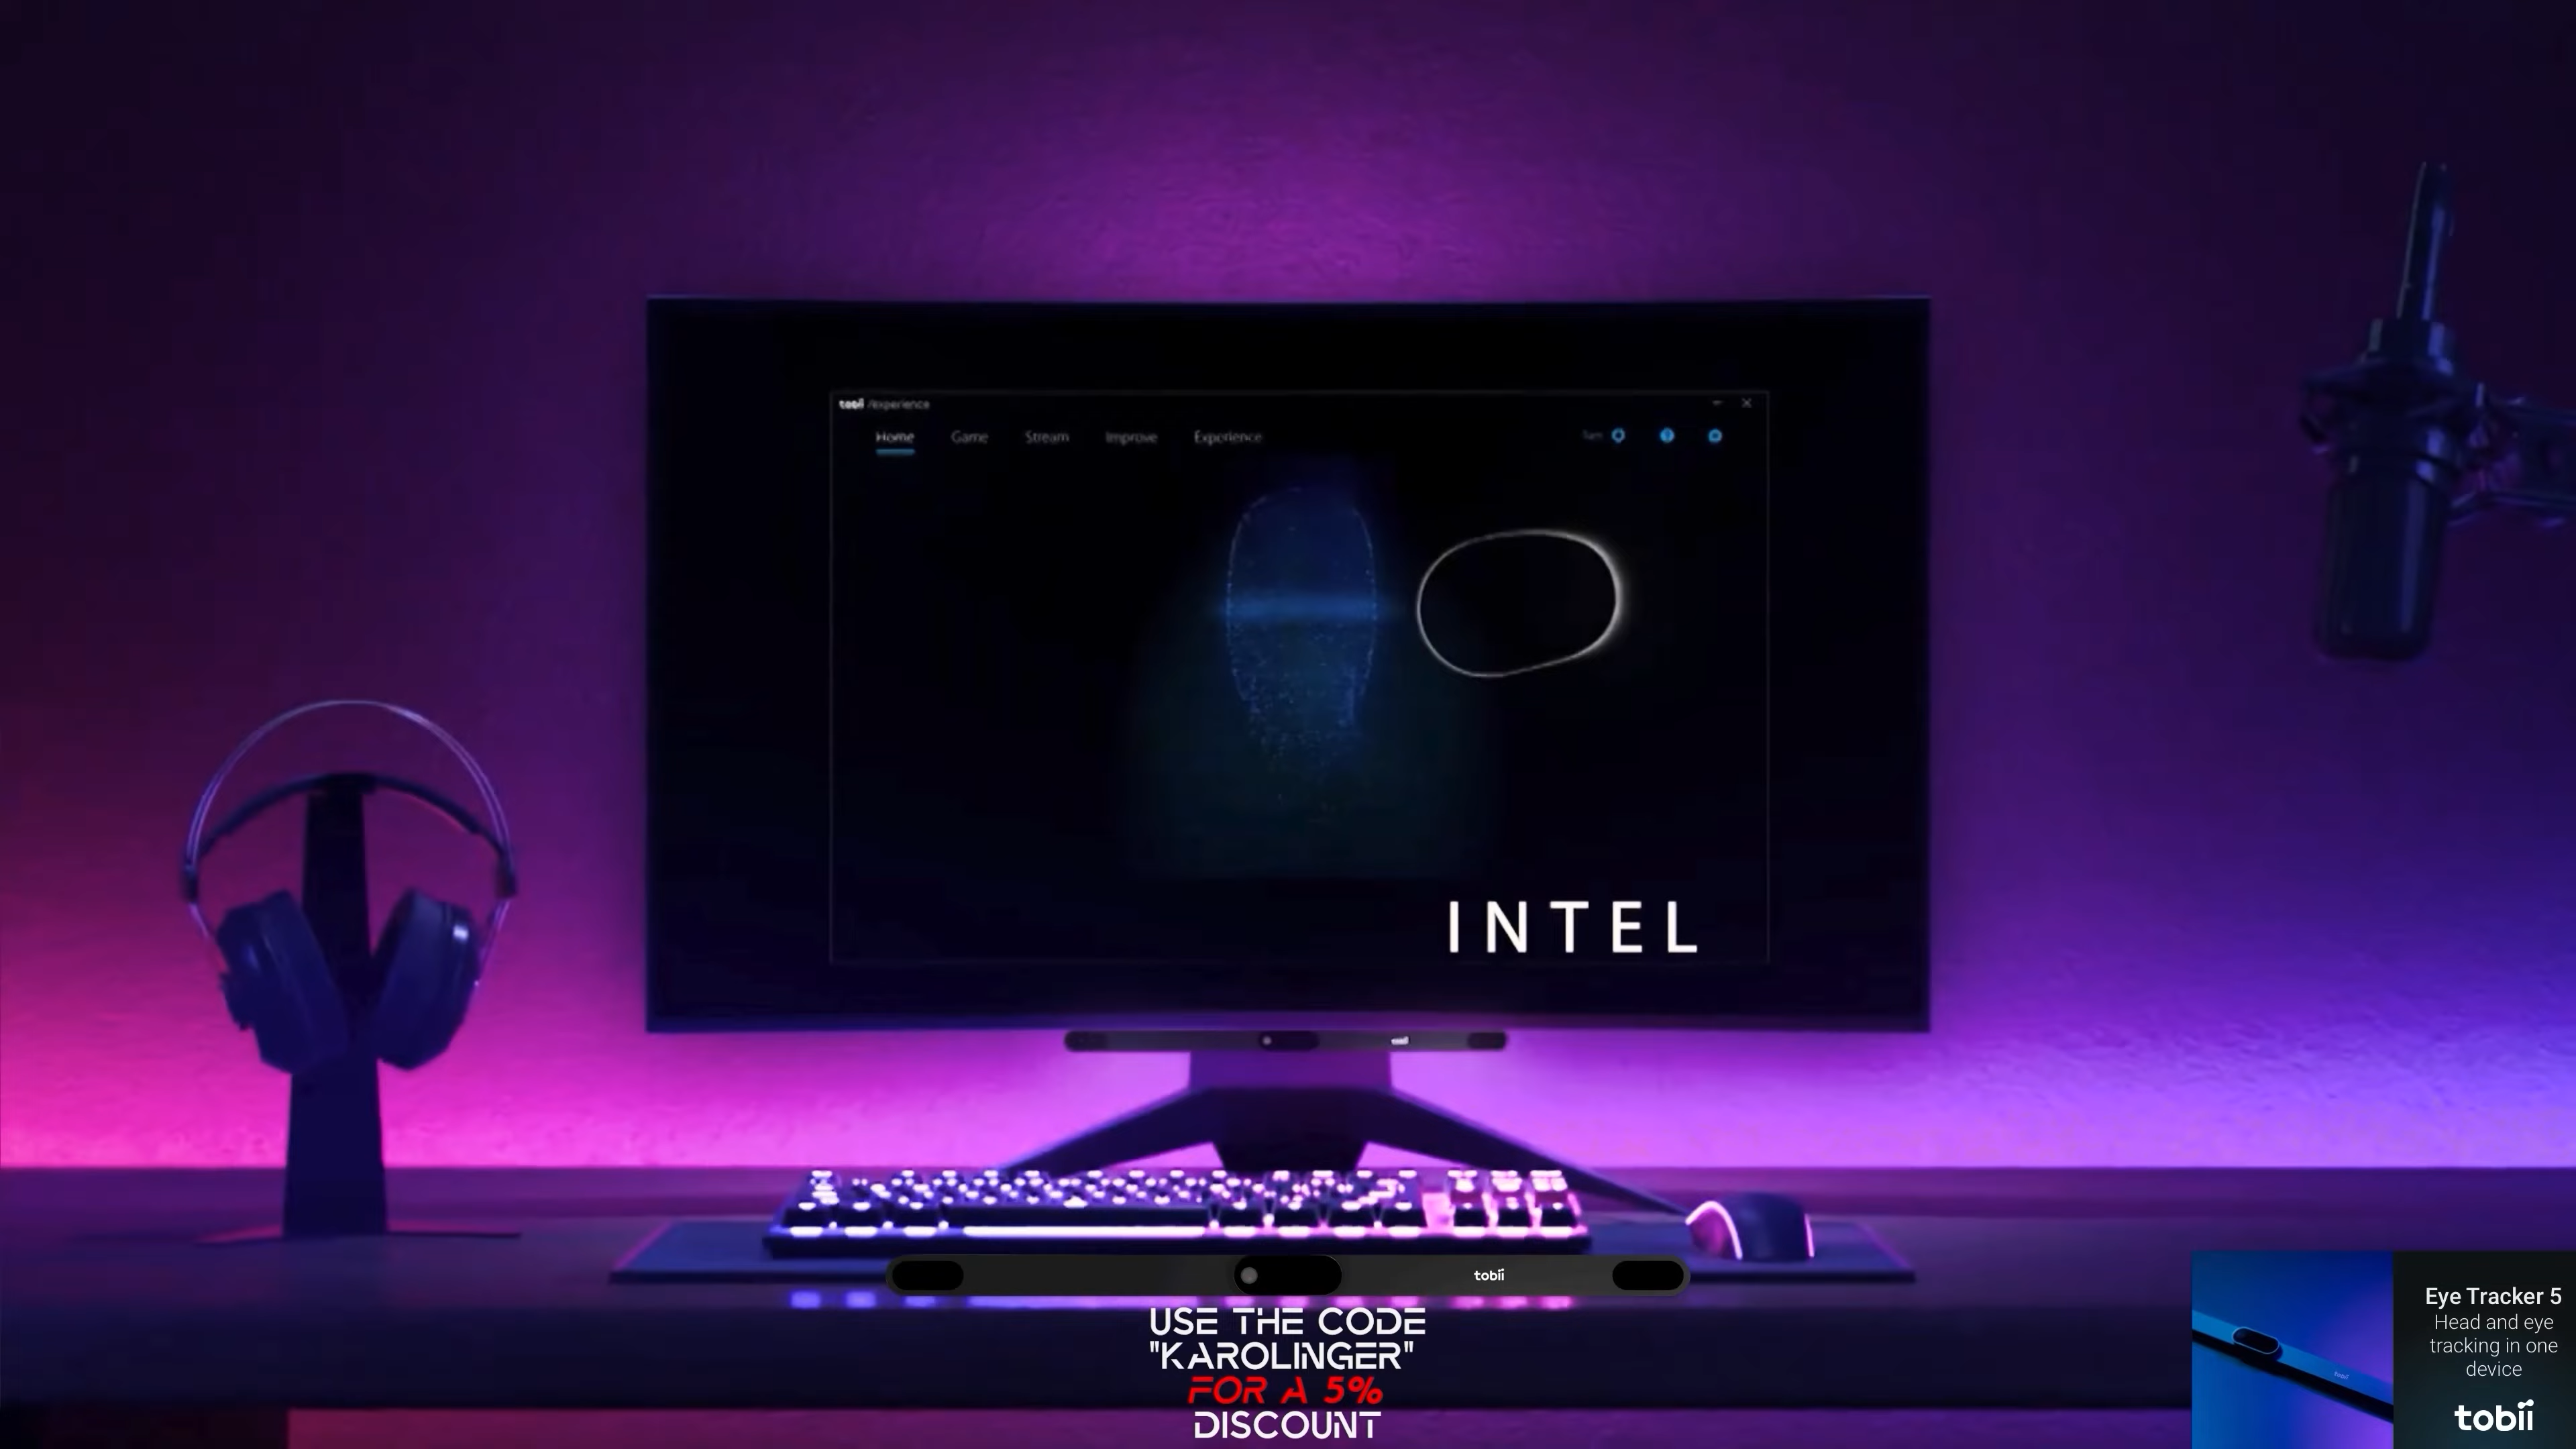 tobii /experience
Home Game Stream Improve Experience
INTEL
tobii
USE THE CODE
"KAROLINGER"
FOR A 5%
DISCOUNT
Eye Tracker 5
Head and eye
tracking in one
device
tobii